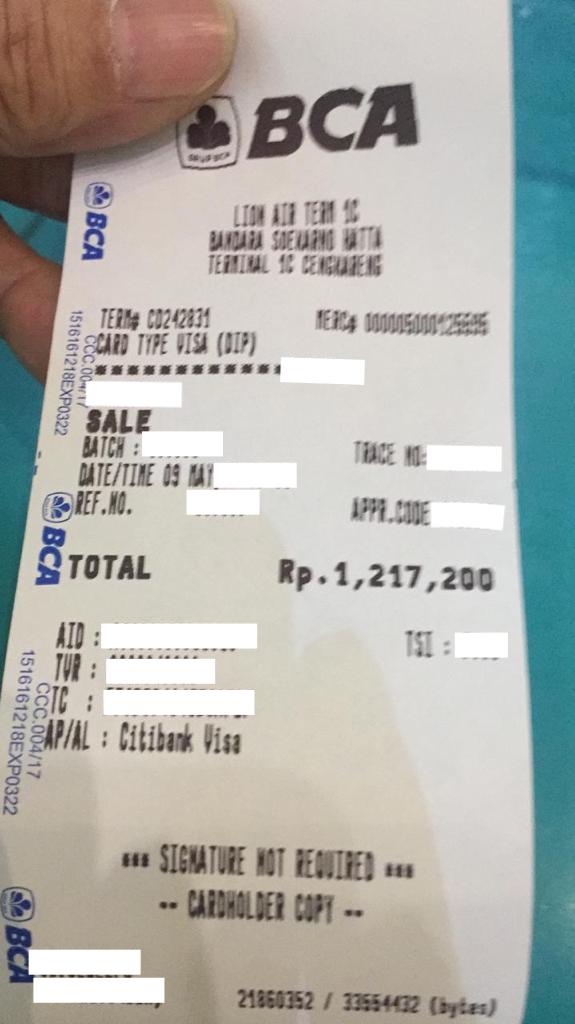 BCA
LION AIR TERM 1C
BANDARA SOEKARNO HATTA
TERMINAL 1C CENGKARENG
TERM# CD242831 MERC# 000005000125595
CARD TYPE VISA (DIP)
************
SALE
BATCH : TRACE NO:
DATE/TIME 09 MAY
REF.NO. APPR.CODE
TOTAL Rp.1,217,200
AID : TSI :
TVR :
TC :
AP/AL : Citibank Visa
*** SIGNATURE NOT REQUIRED ***
-- CARDHOLDER COPY --
21860352 / 33554432 (bytes)
BCA
CCC.004/17
1516161218EXP0322
BCA
CCC.004/17
1516161218EXP0322
BCA